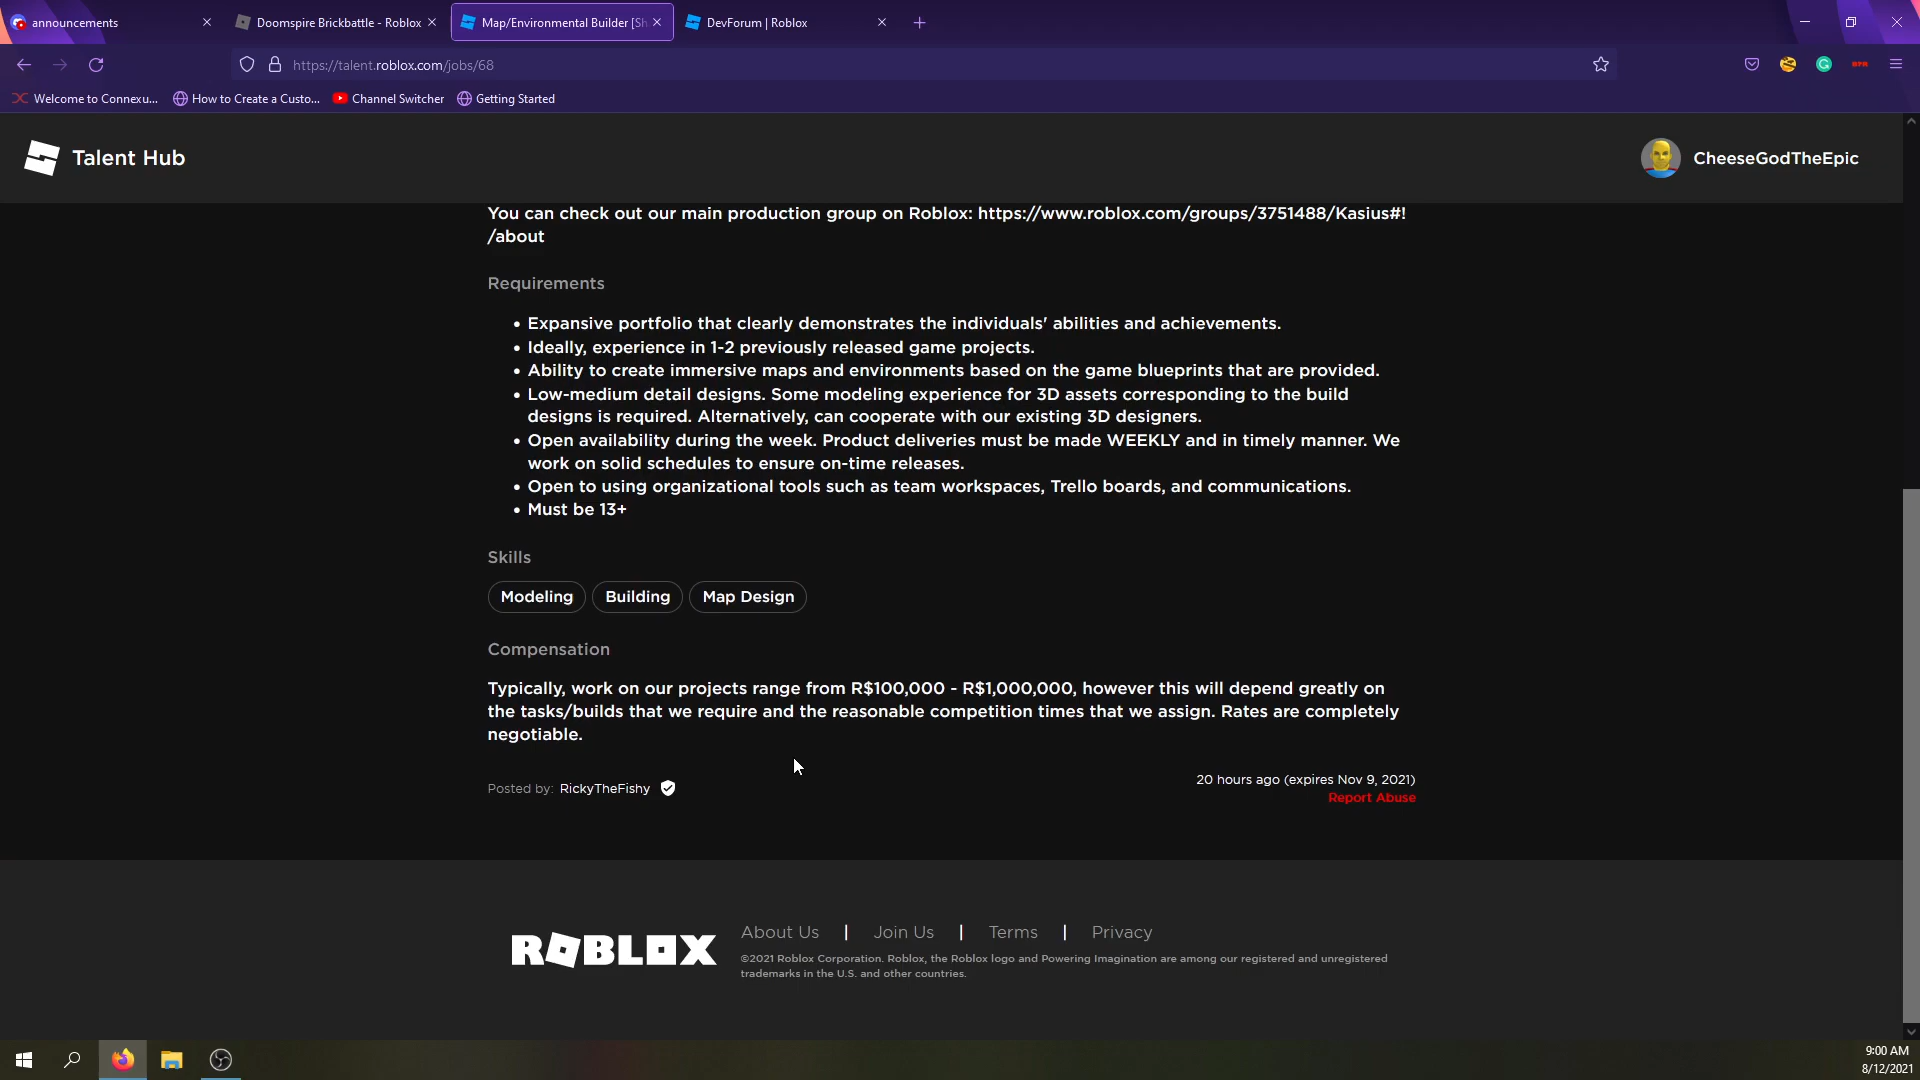 announcements
Doomspire Brickbattle - Roblox
Map/Environmental Builder [Sh
DevForum | Roblox
https://talent.roblox.com/jobs/68
Welcome to Connexu...
How to Create a Custo...
Channel Switcher
Getting Started
Talent Hub
CheeseGodTheEpic
You can check out our main production group on Roblox: https://www.roblox.com/groups/3751488/Kasius#!
/about
Requirements
• Expansive portfolio that clearly demonstrates the individuals' abilities and achievements.
• Ideally, experience in 1-2 previously released game projects.
• Ability to create immersive maps and environments based on the game blueprints that are provided.
• Low-medium detail designs. Some modeling experience for 3D assets corresponding to the build
designs is required. Alternatively, can cooperate with our existing 3D designers.
• Open availability during the week. Product deliveries must be made WEEKLY and in timely manner. We
work on solid schedules to ensure on-time releases.
• Open to using organizational tools such as team workspaces, Trello boards, and communications.
• Must be 13+
Skills
Modeling
Building
Map Design
Compensation
Typically, work on our projects range from R$100,000 - R$1,000,000, however this will depend greatly on
the tasks/builds that we require and the reasonable competition times that we assign. Rates are completely
negotiable.
Posted by: RickyTheFishy
20 hours ago (expires Nov 9, 2021)
Report Abuse
ROBLOX
About Us | Join Us | Terms | Privacy
©2021 Roblox Corporation. Roblox, the Roblox logo and Powering Imagination are among our registered and unregistered
trademarks in the U.S. and other countries.
9:00 AM
8/12/2021